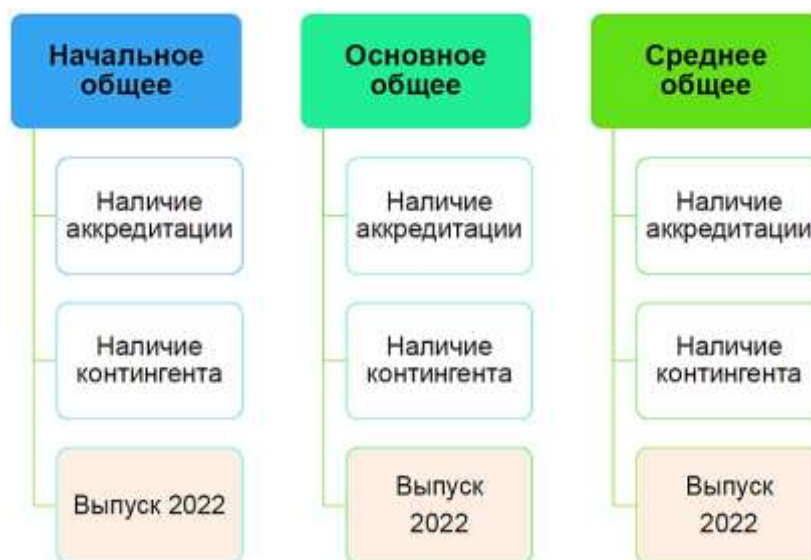 Начальное
общее
Наличие
аккредитации
Наличие
контингента
Выпуск 2022
Основное
общее
Наличие
аккредитации
Наличие
контингента
Выпуск
2022
Среднее
общее
Наличие
аккредитации
Наличие
контингента
Выпуск
2022